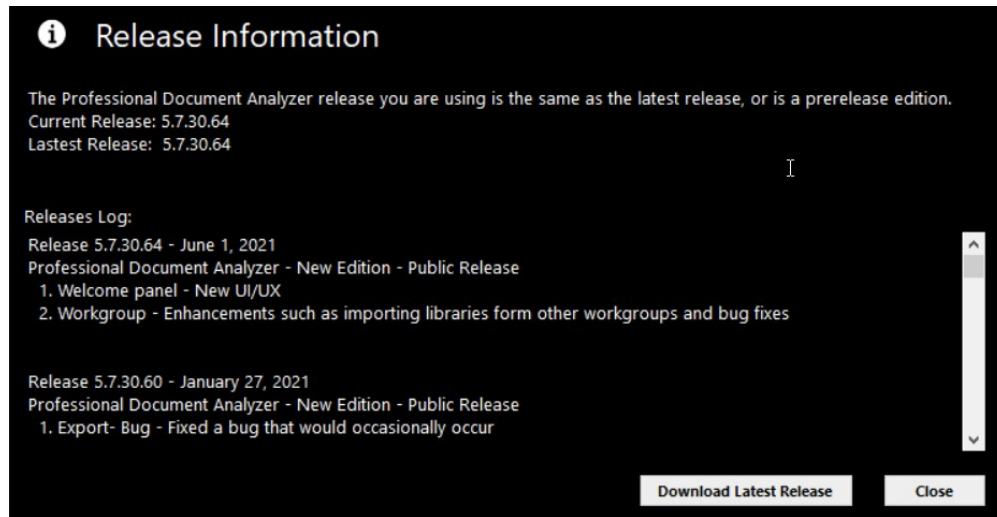 Release Information
The Professional Document Analyzer release you are using is the same as the latest release, or is a prerelease edition.
Current Release: 5.7.30.64
Lastest Release: 5.7.30.64
Releases Log:
Release 5.7.30.64 - June 1, 2021
Professional Document Analyzer - New Edition - Public Release
1. Welcome panel - New UI/UX
2. Workgroup - Enhancements such as importing libraries form other workgroups and bug fixes
Release 5.7.30.60 - January 27, 2021
Professional Document Analyzer - New Edition - Public Release
1. Export- Bug - Fixed a bug that would occasionally occur
Download Latest Release
Close